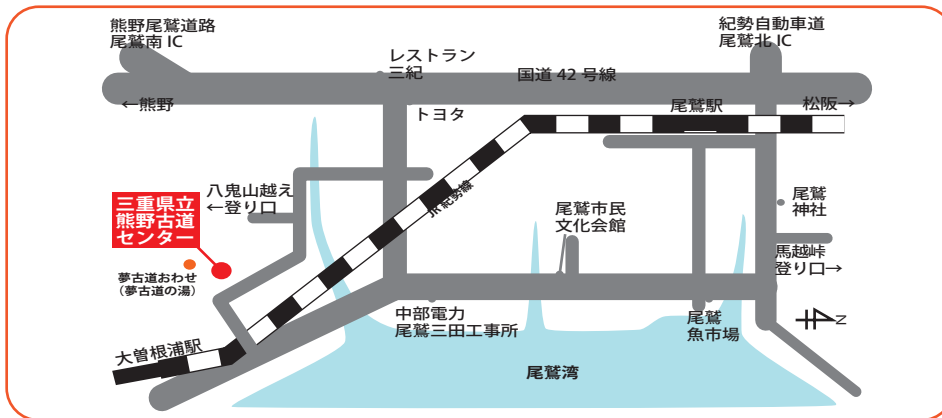 熊野尾鷲道路
尾鷲南 IC
紀勢自動車道
尾鷲北 IC
レストラン
三紀
国道 42 号線
←熊野
トヨタ
尾鷲駅
松阪→
八鬼山越え
←登り口
JR 紀勢線
三重県立
熊野古道
センター
尾鷲市民
文化会館
尾鷲
神社
馬越峠
登り口→
夢古道おわせ
（夢古道の湯）
中部電力
尾鷲三田工事所
尾鷲
魚市場
N
大曽根浦駅
尾鷲湾